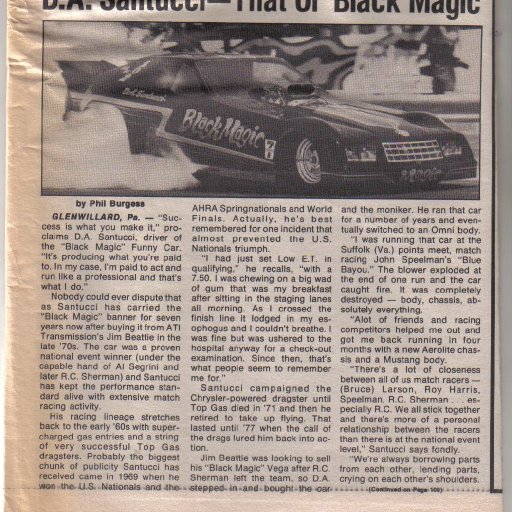 D.A. Santucci—That Ol' Black Magic
Black Magic
by Phil Burgess
GLENWILLARD, Pa. — "Suc-
cess is what you make it," pro-
claims D.A. Santucci, driver of
the "Black Magic" Funny Car.
"It's producing what you're paid
to. In my case, I'm paid to act and
run like a professional and that's
what I do."
Nobody could ever dispute that
as Santucci has carried the
"Black Magic" banner for seven
years now after buying it from ATI
Transmission's Jim Beattie in the
late '70s. The car was a proven
national event winner (under the
capable hand of Al Segrini and
later R.C. Sherman) and Santucci
has kept the performance stan-
dard alive with extensive match
racing activity.
His racing lineage stretches
back to the early '60s with super-
charged gas entries and a string
of very successful Top Gas
dragsters. Probably the biggest
chunk of publicity Santucci has
received came in 1969 when he
won the U.S. Nationals and the
AHRA Springnationals and World
Finals. Actually, he's best
remembered for one incident that
almost prevented the U.S.
Nationals triumph.
"I had just set Low E.T. in
qualifying," he recalls, "with a
7.50. I was chewing on a big wad
of gum that was my breakfast
after sitting in the staging lanes
all morning. As I crossed the
finish line it lodged in my es-
ophogus and I couldn't breathe. I
was fine but was ushered to the
hospital anyway for a check-out
examination. Since then, that's
what people seem to remember
me for."
Santucci campaigned the
Chrysler-powered dragster until
Top Gas died in '71 and then he
retired to take up flying. That
lasted until '77 when the call of
the drags lured him back into ac-
tion.
Jim Beattie was looking to sell
his "Black Magic" Vega after R.C.
Sherman left the team, so D.A.
stepped in and bought the car
and the moniker. He ran that car
for a number of years and even-
tually switched to an Omni body.
"I was running that car at the
Suffolk (Va.) points meet, match
racing John Speelman's "Blue
Bayou." The blower exploded at
the end of one run and the car
caught fire. It was completely
destroyed — body, chassis, ab-
solutely everything.
"Alot of friends and racing
competitors helped me out and
got me back running in four
months with a new Aerolite chas-
sis and a Mustang body.
"There's a lot of closeness
between all of us match racers —
(Bruce) Larson, Roy Harris,
Speelman, R.C. Sherman . . . es-
pecially R.C. We all stick together
and there's more of a personal
relationship between the racers
than there is at the national event
level," Santucci says fondly.
"We're always borrowing parts
from each other, lending parts,
crying on each other's shoulders.
(Continued on Page 100)